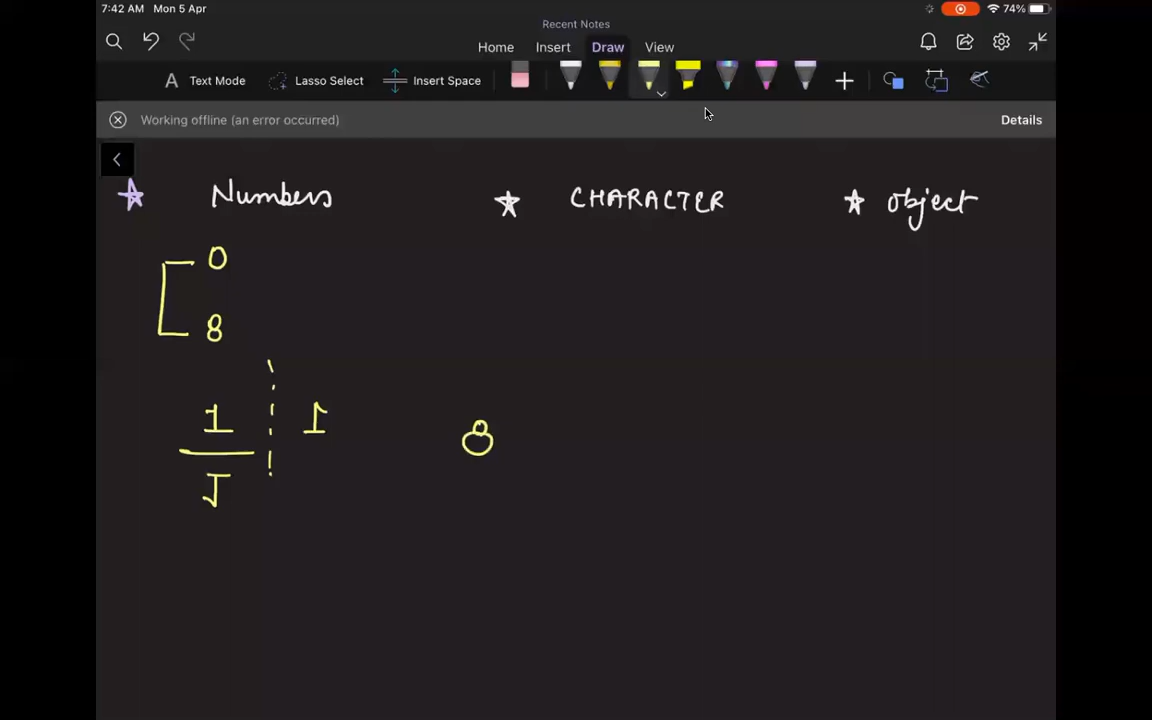 7:42 AM Mon 5 Apr
74%
Recent Notes
Home Insert Draw View
Text Mode Lasso Select Insert Space
Working offline (an error occurred) Details
Numbers CHARACTER object
0
8
1 1
8